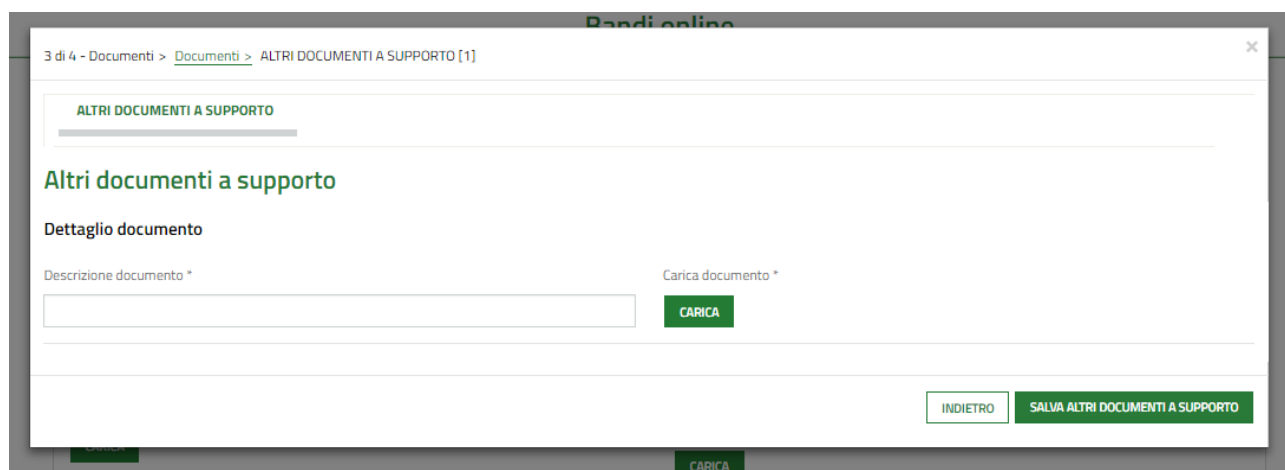 Bandi online
3 di 4 - Documenti > Documenti > ALTRI DOCUMENTI A SUPPORTO [1]
×
ALTRI DOCUMENTI A SUPPORTO
Altri documenti a supporto
Dettaglio documento
Descrizione documento *
Carica documento *
CARICA
INDIETRO
SALVA ALTRI DOCUMENTI A SUPPORTO
CARICA
CARICA